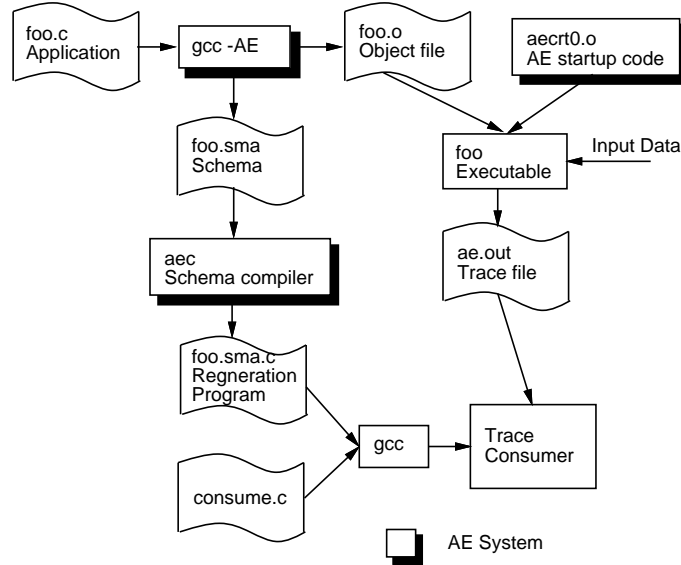 foo.c
Application
gcc -AE
foo.o
Object file
aecrt0.o
AE startup code
foo.sma
Schema
foo
Executable
Input Data
aec
Schema compiler
ae.out
Trace file
foo.sma.c
Regneration
Program
gcc
Trace
Consumer
consume.c
AE System